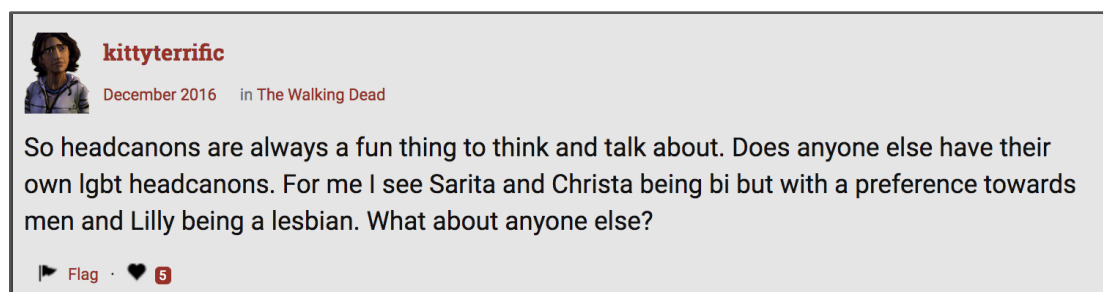 kittyterrific
December 2016 in The Walking Dead
So headcanons are always a fun thing to think and talk about. Does anyone else have their
own lgbt headcanons. For me I see Sarita and Christa being bi but with a preference towards
men and Lilly being a lesbian. What about anyone else?
Flag · 5